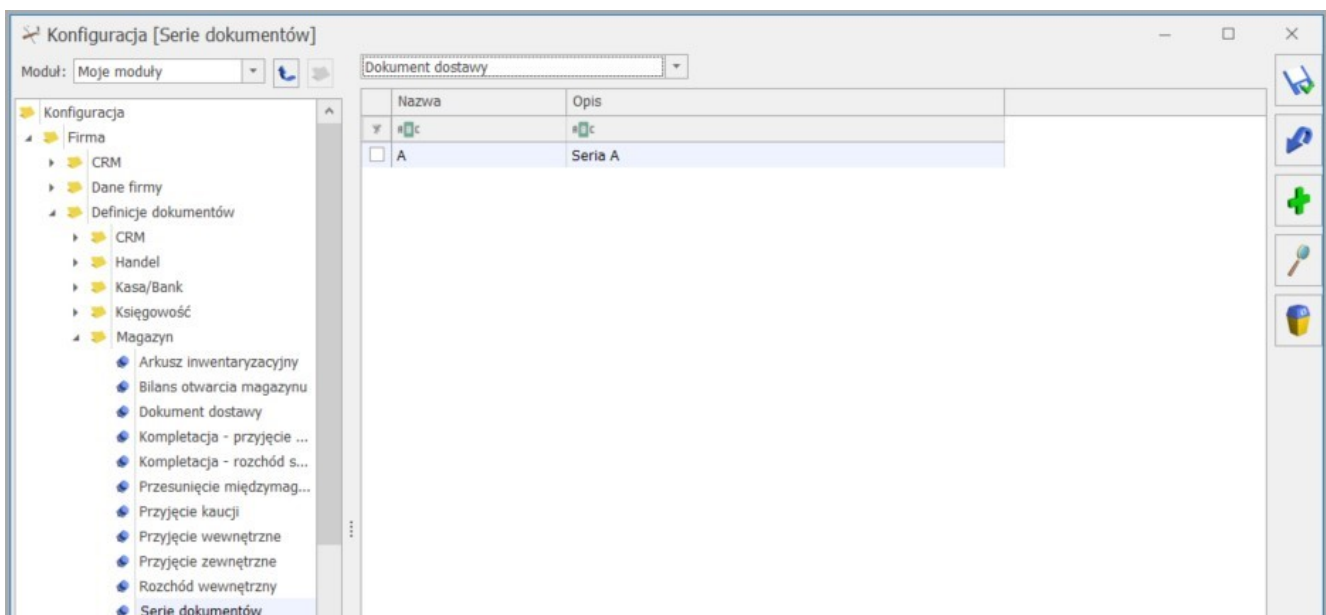 Konfiguracja [Serie dokumentów]
Moduł: Moje moduły
Dokument dostawy
Nazwa Opis
A Seria A
Konfiguracja
Firma
CRM
Dane firmy
Definicje dokumentów
CRM
Handel
Kasa/Bank
Księgowość
Magazyn
Arkusz inwentaryzacyjny
Bilans otwarcia magazynu
Dokument dostawy
Kompletacja - przyjęcie ...
Kompletacja - rozchód s...
Przesunięcie międzymag...
Przyjęcie kaucji
Przyjęcie wewnętrzne
Przyjęcie zewnętrzne
Rozchód wewnętrzny
Serie dokumentów